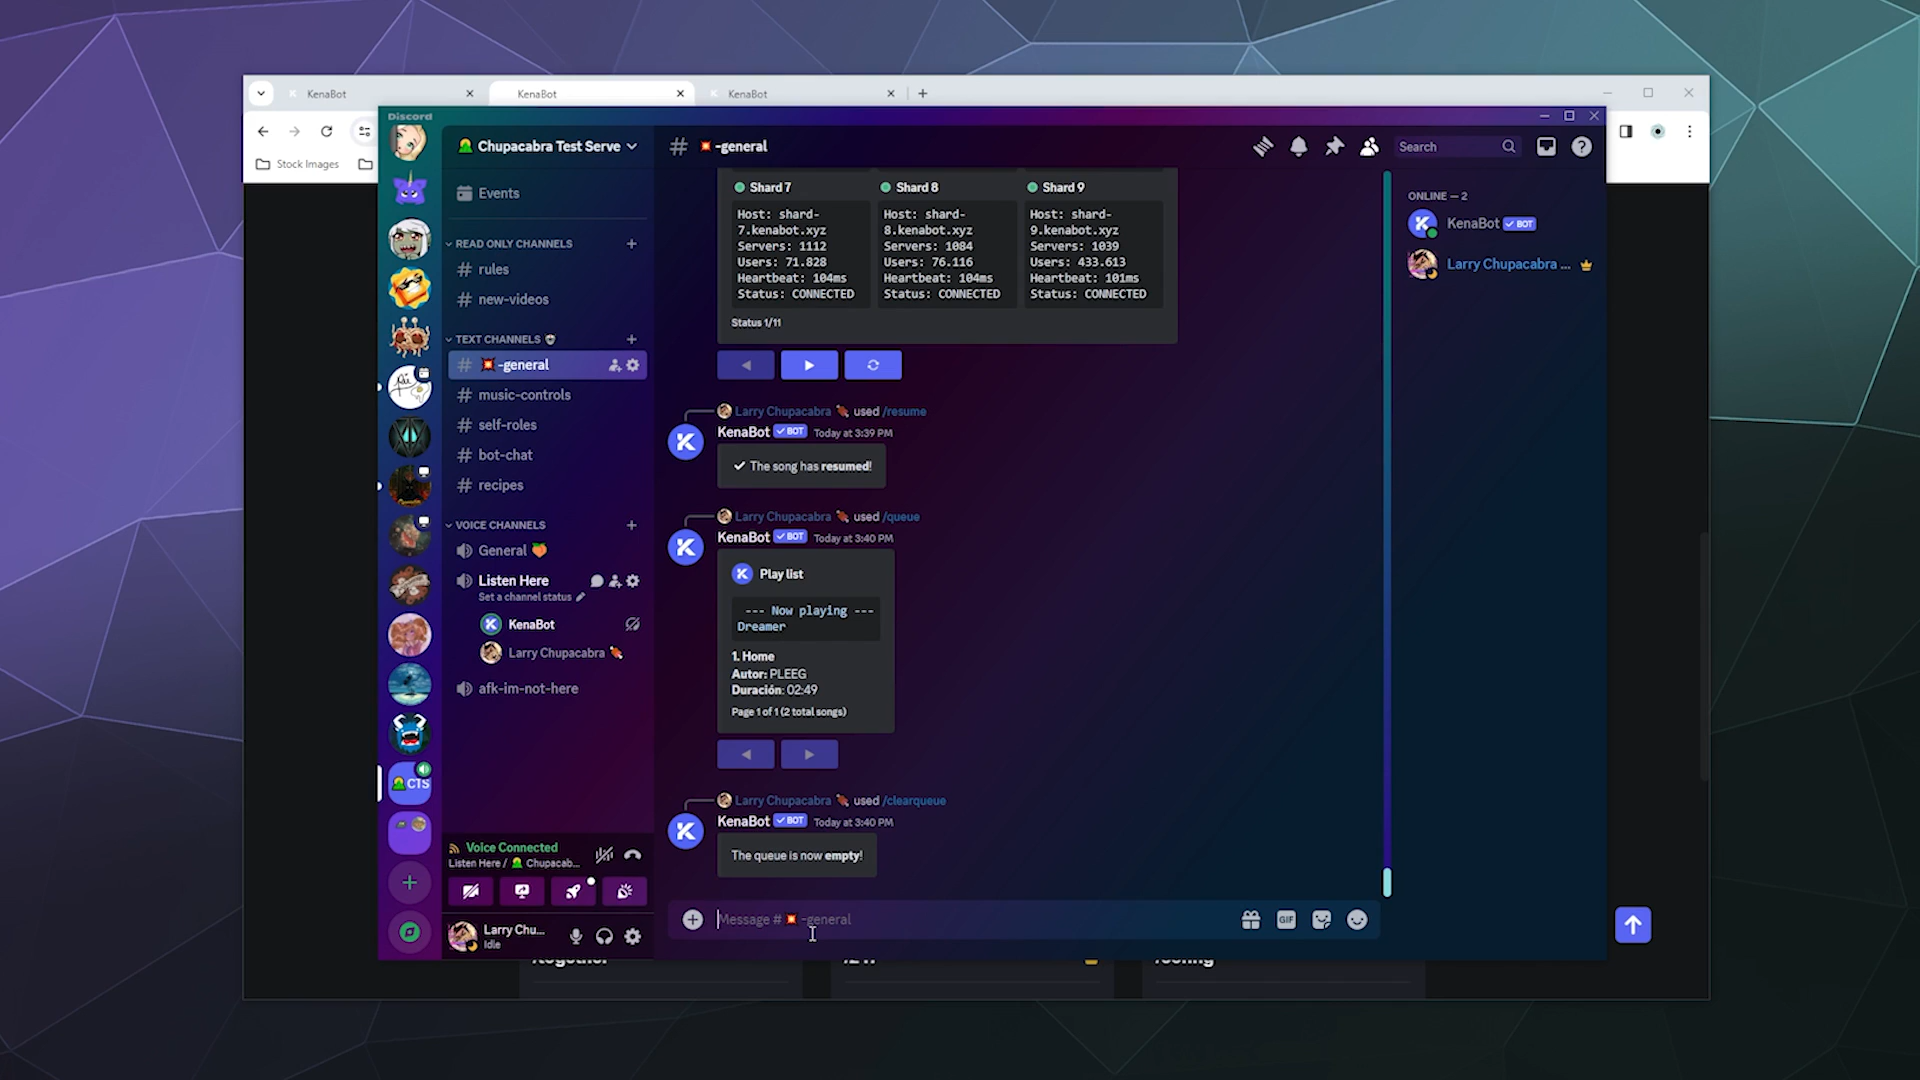 KenaBot
KenaBot
KenaBot
Stock Images
Discord
Chupacabra Test Serve
Events
READ ONLY CHANNELS
rules
new-videos
TEXT CHANNELS
-general
music-controls
self-roles
bot-chat
recipes
VOICE CHANNELS
General
Listen Here
Set a channel status
KenaBot
Larry Chupacabra
afk-im-not-here
CTS
Voice Connected
Listen Here / Chupacab...
Larry Chu...
Idle
-general
Search
Shard 7
Host: shard-
7.kenabot.xyz
Servers: 1112
Users: 71.828
Heartbeat: 104ms
Status: CONNECTED
Shard 8
Host: shard-
8.kenabot.xyz
Servers: 1084
Users: 76.116
Heartbeat: 104ms
Status: CONNECTED
Shard 9
Host: shard-
9.kenabot.xyz
Servers: 1039
Users: 433.613
Heartbeat: 101ms
Status: CONNECTED
Status 1/11
Larry Chupacabra used /resume
KenaBot BOT Today at 3:39 PM
The song has resumed!
Larry Chupacabra used /queue
KenaBot BOT Today at 3:40 PM
Play list
--- Now playing ---
Dreamer
1. Home
Autor: PLEEG
Duración: 02:49
Page 1 of 1 (2 total songs)
Larry Chupacabra used /clearqueue
KenaBot BOT Today at 3:40 PM
The queue is now empty!
Message # -general
GIF
ONLINE — 2
KenaBot BOT
Larry Chupacabra ...
/together